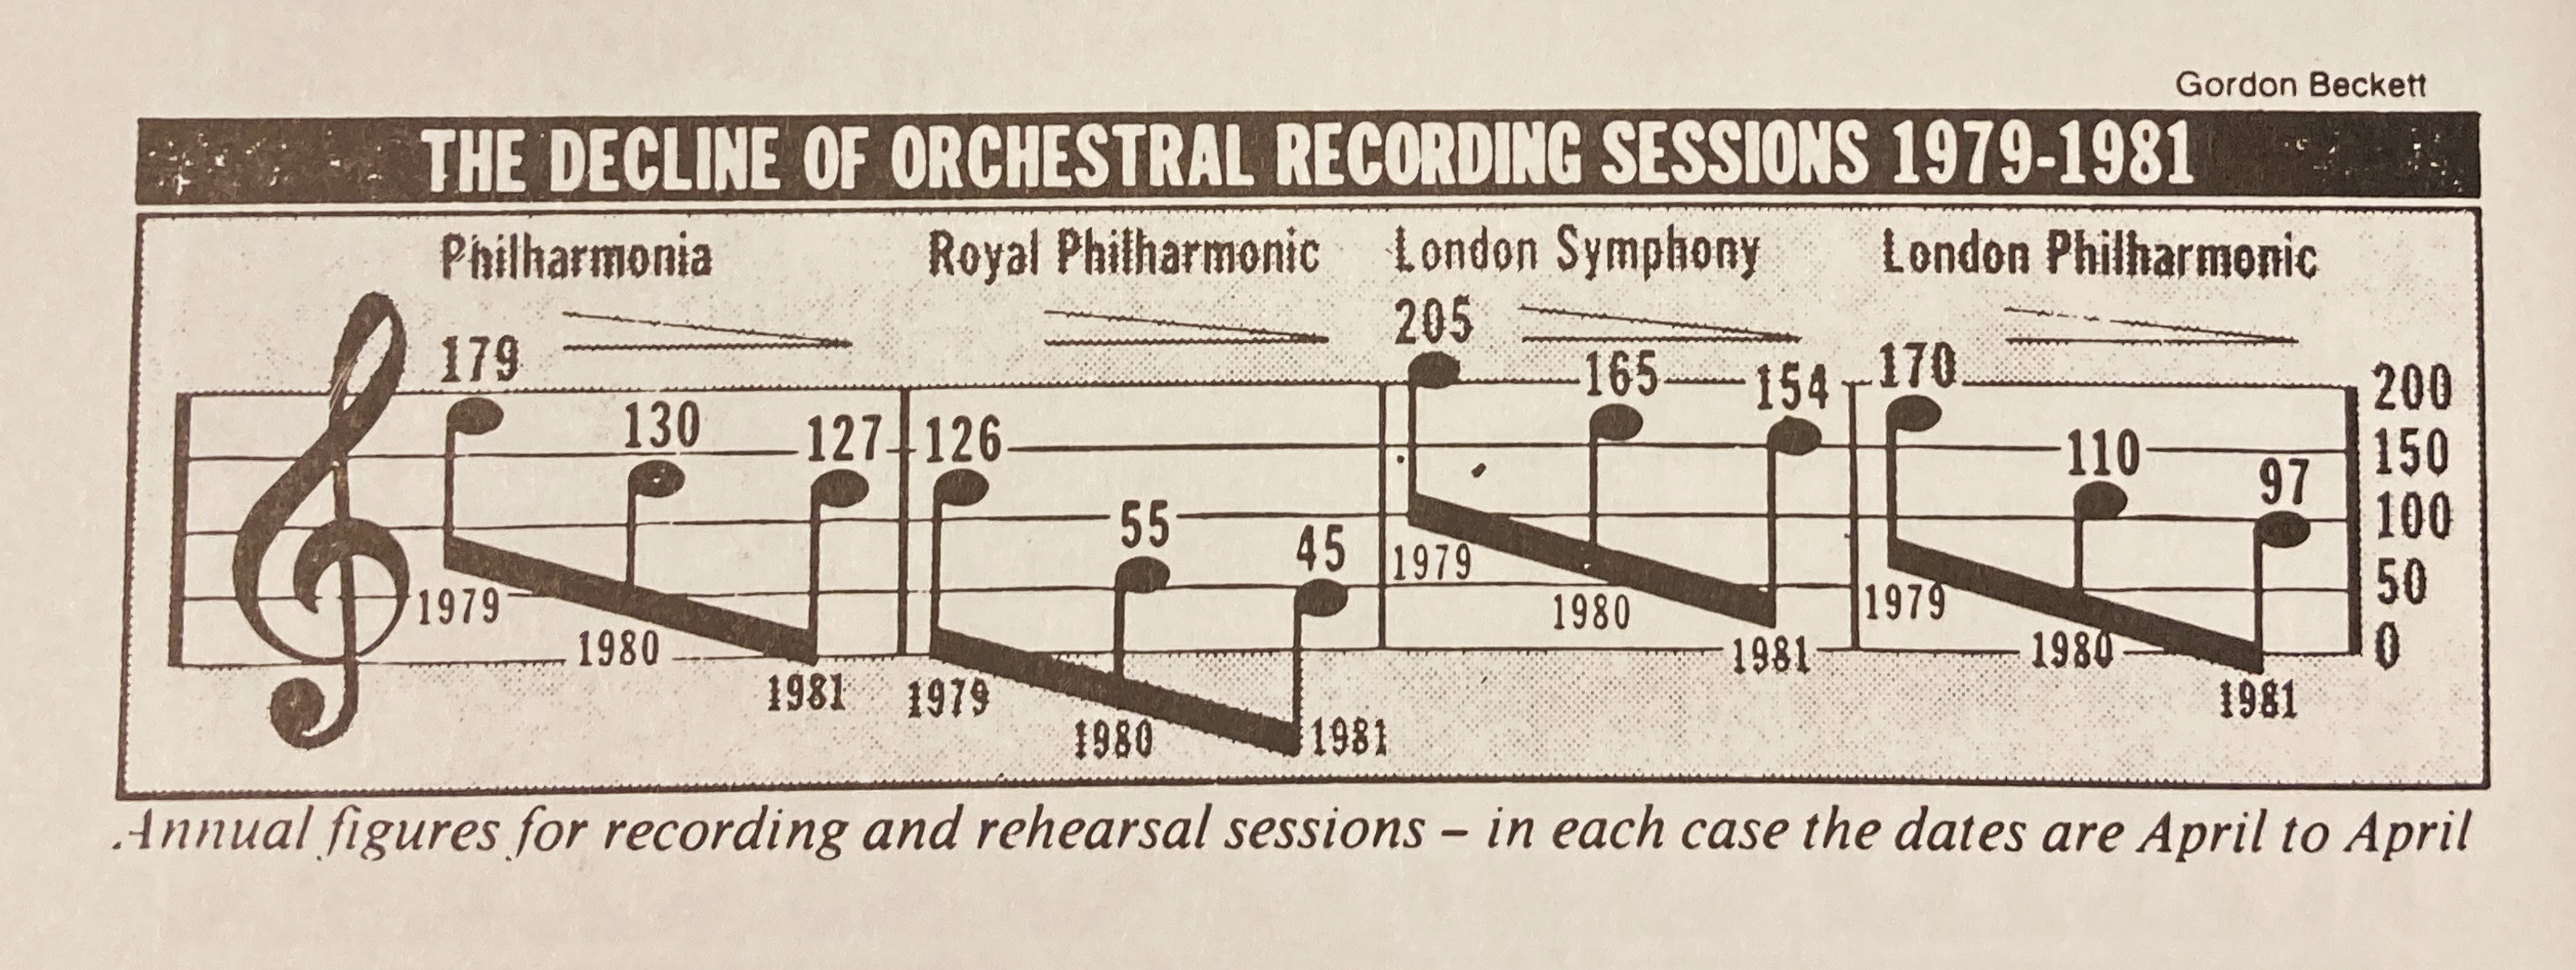 Gordon Beckett
THE DECLINE OF ORCHESTRAL RECORDING SESSIONS 1979-1981
Philharmonia Royal Philharmonic London Symphony London Philharmonic
179 130 127 126 55 45 205 165 154 170 110 97
200
150
100
50
0
1979 1980 1981 1979 1980 1981 1979 1980 1981 1979 1980 1981
Annual figures for recording and rehearsal sessions – in each case the dates are April to April